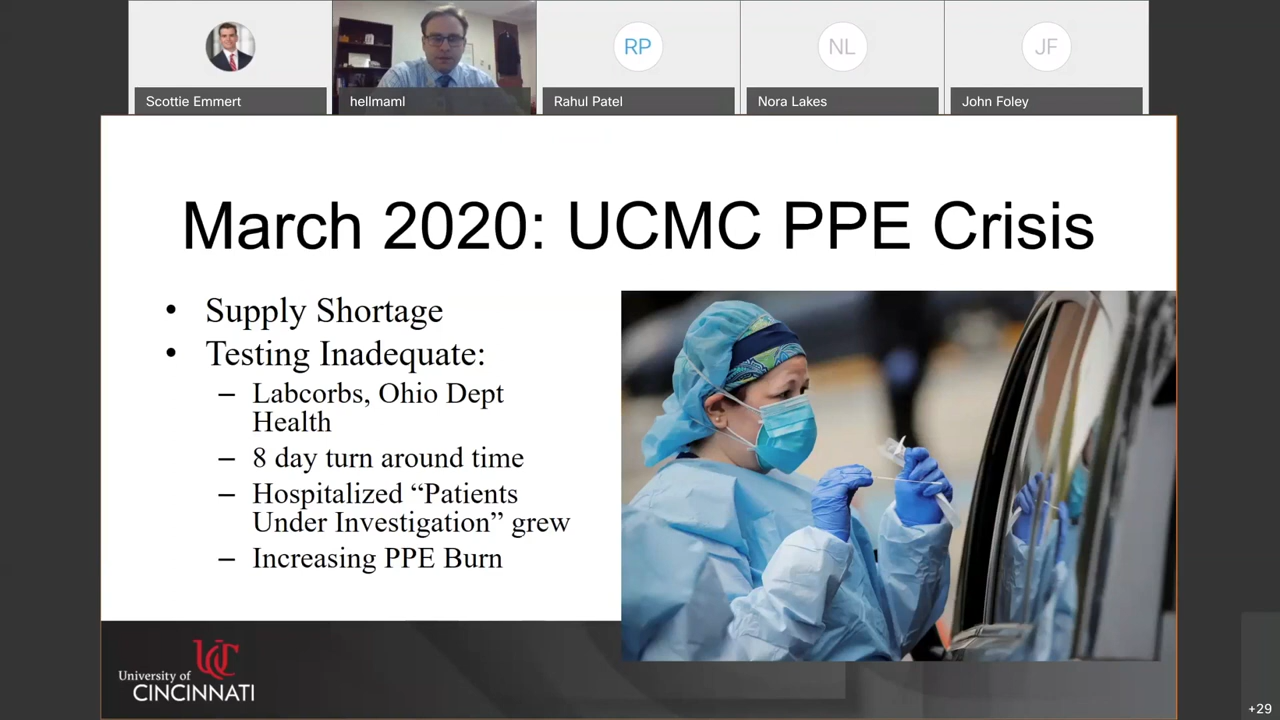 RP
NL
JF
Scottie Emmert
hellmaml
Rahul Patel
Nora Lakes
John Foley
March 2020: UCMC PPE Crisis
• Supply Shortage
• Testing Inadequate:
– Labcorbs, Ohio Dept
Health
– 8 day turn around time
– Hospitalized “Patients
Under Investigation” grew
– Increasing PPE Burn
UC
University of
CINCINNATI
+29